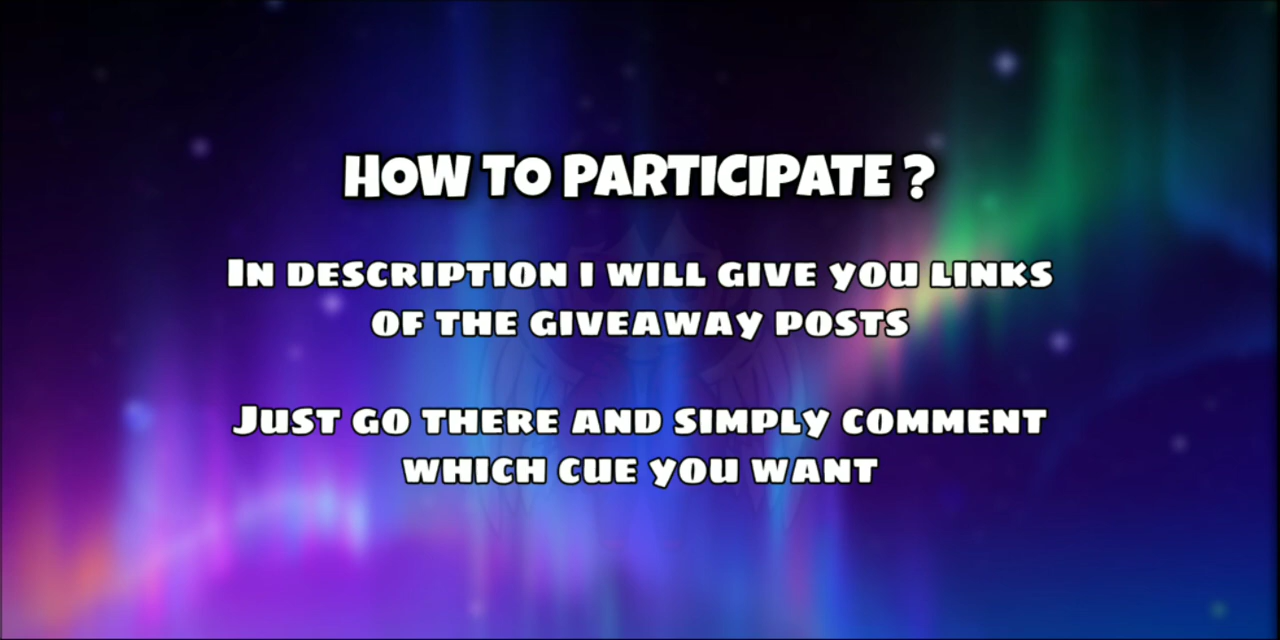 HOW TO PARTICIPATE ?
IN DESCRIPTION I WILL GIVE YOU LINKS
OF THE GIVEAWAY POSTS
JUST GO THERE AND SIMPLY COMMENT
WHICH CUE YOU WANT